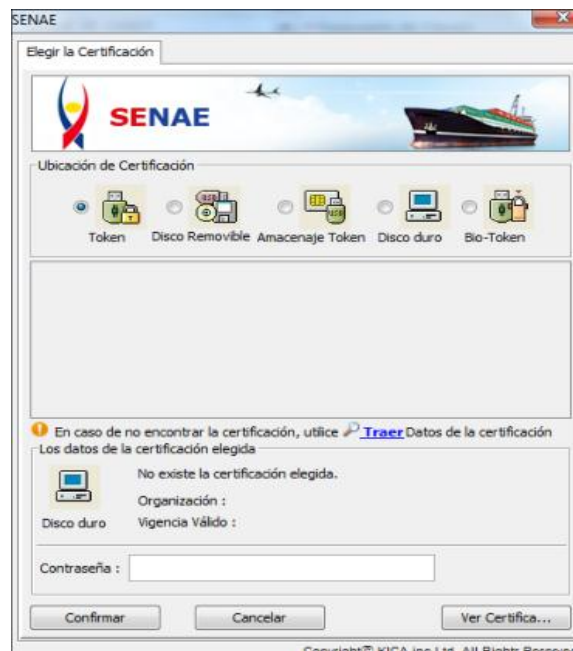 SENAE
Elegir la Certificación
SENAE
Ubicación de Certificación
Token Disco Removible Amacenaje Token Disco duro Bio-Token
En caso de no encontrar la certificación, utilice Traer Datos de la certificación
Los datos de la certificación elegida
No existe la certificación elegida.
Organización :
Disco duro Vigencia Válido :
Contraseña :
Confirmar Cancelar Ver Certifica...